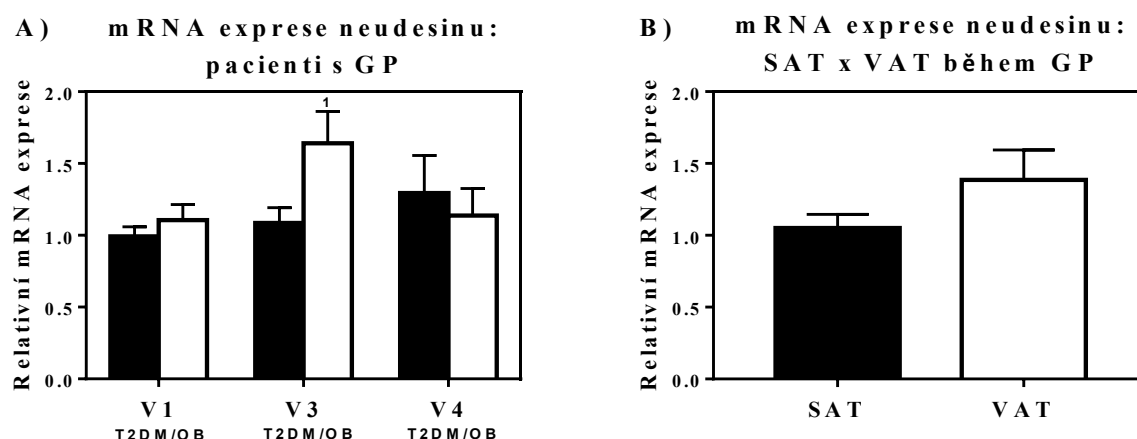 A) mRNA exprese neudesinu:
pacienti s GP
Relativní mRNA exprese
2.0
1.5
1.0
0.5
0.0
1
V1 V3 V4
T2DM/OB T2DM/OB T2DM/OB
B) mRNA exprese neudesinu:
SAT x VAT během GP
Relativní mRNA exprese
2.0
1.5
1.0
0.5
0.0
SAT VAT